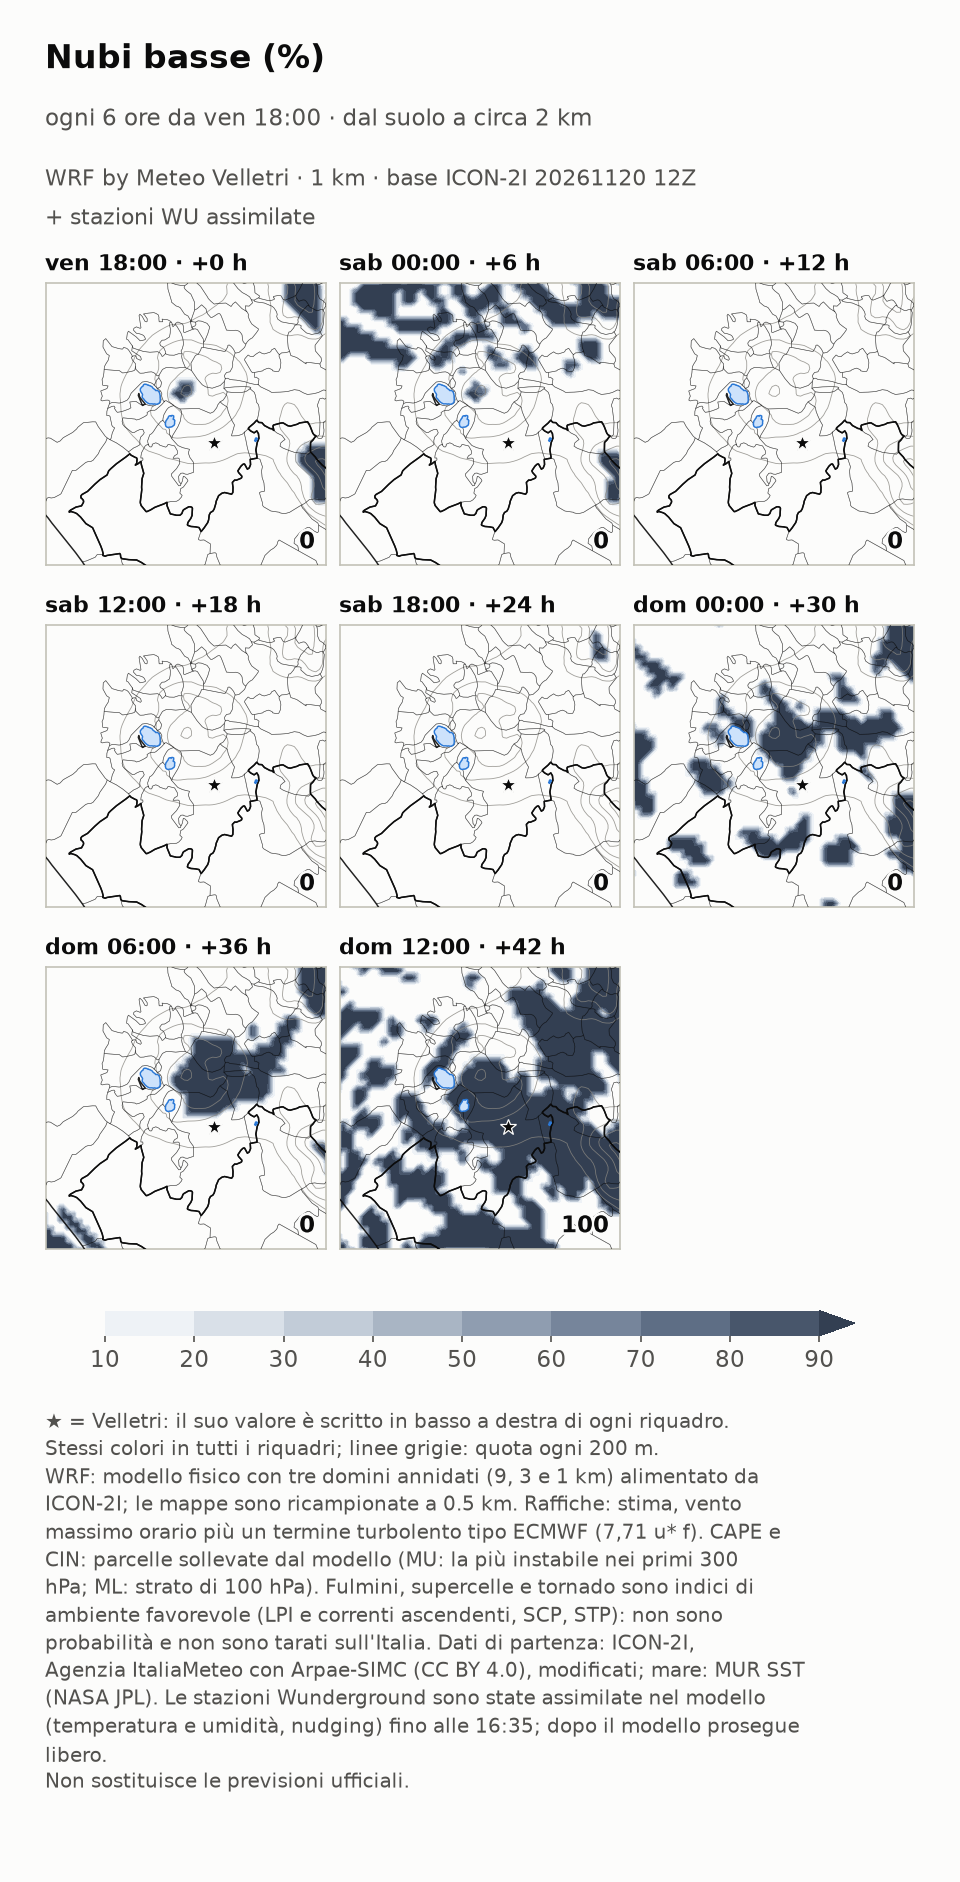 Nubi basse (%)
ogni 6 ore da ven 18:00 · dal suolo a circa 2 km
WRF by Meteo Velletri · 1 km · base ICON-2I 20261120 12Z
+ stazioni WU assimilate
ven 18:00 · +0 h
sab 00:00 · +6 h
sab 06:00 · +12 h
0
0
0
sab 12:00 · +18 h
sab 18:00 · +24 h
dom 00:00 · +30 h
0
0
0
dom 06:00 · +36 h
dom 12:00 · +42 h
0
100
10 20 30 40 50 60 70 80 90
★ = Velletri: il suo valore è scritto in basso a destra di ogni riquadro.
Stessi colori in tutti i riquadri; linee grigie: quota ogni 200 m.
WRF: modello fisico con tre domini annidati (9, 3 e 1 km) alimentato da
ICON-2I; le mappe sono ricampionate a 0.5 km. Raffiche: stima, vento
massimo orario più un termine turbolento tipo ECMWF (7,71 u* f). CAPE e
CIN: parcelle sollevate dal modello (MU: la più instabile nei primi 300
hPa; ML: strato di 100 hPa). Fulmini, supercelle e tornado sono indici di
ambiente favorevole (LPI e correnti ascendenti, SCP, STP): non sono
probabilità e non sono tarati sull'Italia. Dati di partenza: ICON-2I,
Agenzia ItaliaMeteo con Arpae-SIMC (CC BY 4.0), modificati; mare: MUR SST
(NASA JPL). Le stazioni Wunderground sono state assimilate nel modello
(temperatura e umidità, nudging) fino alle 16:35; dopo il modello prosegue
libero.
Non sostituisce le previsioni ufficiali.